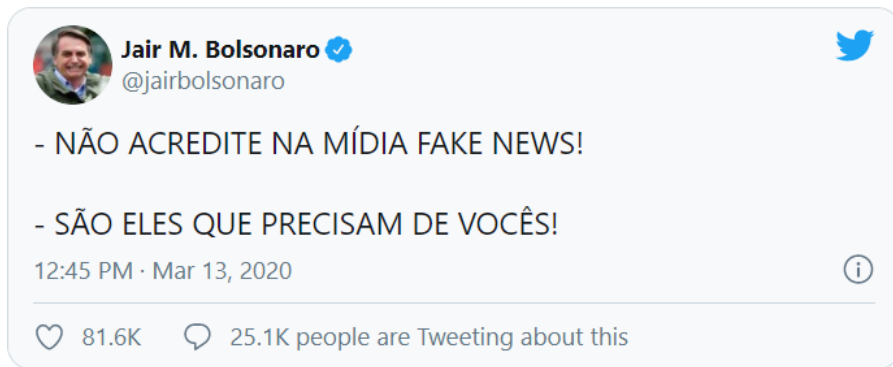 Jair M. Bolsonaro
@jairbolsonaro
- NÃO ACREDITE NA MÍDIA FAKE NEWS!
- SÃO ELES QUE PRECISAM DE VOCÊS!
12:45 PM · Mar 13, 2020
81.6K 25.1K people are Tweeting about this